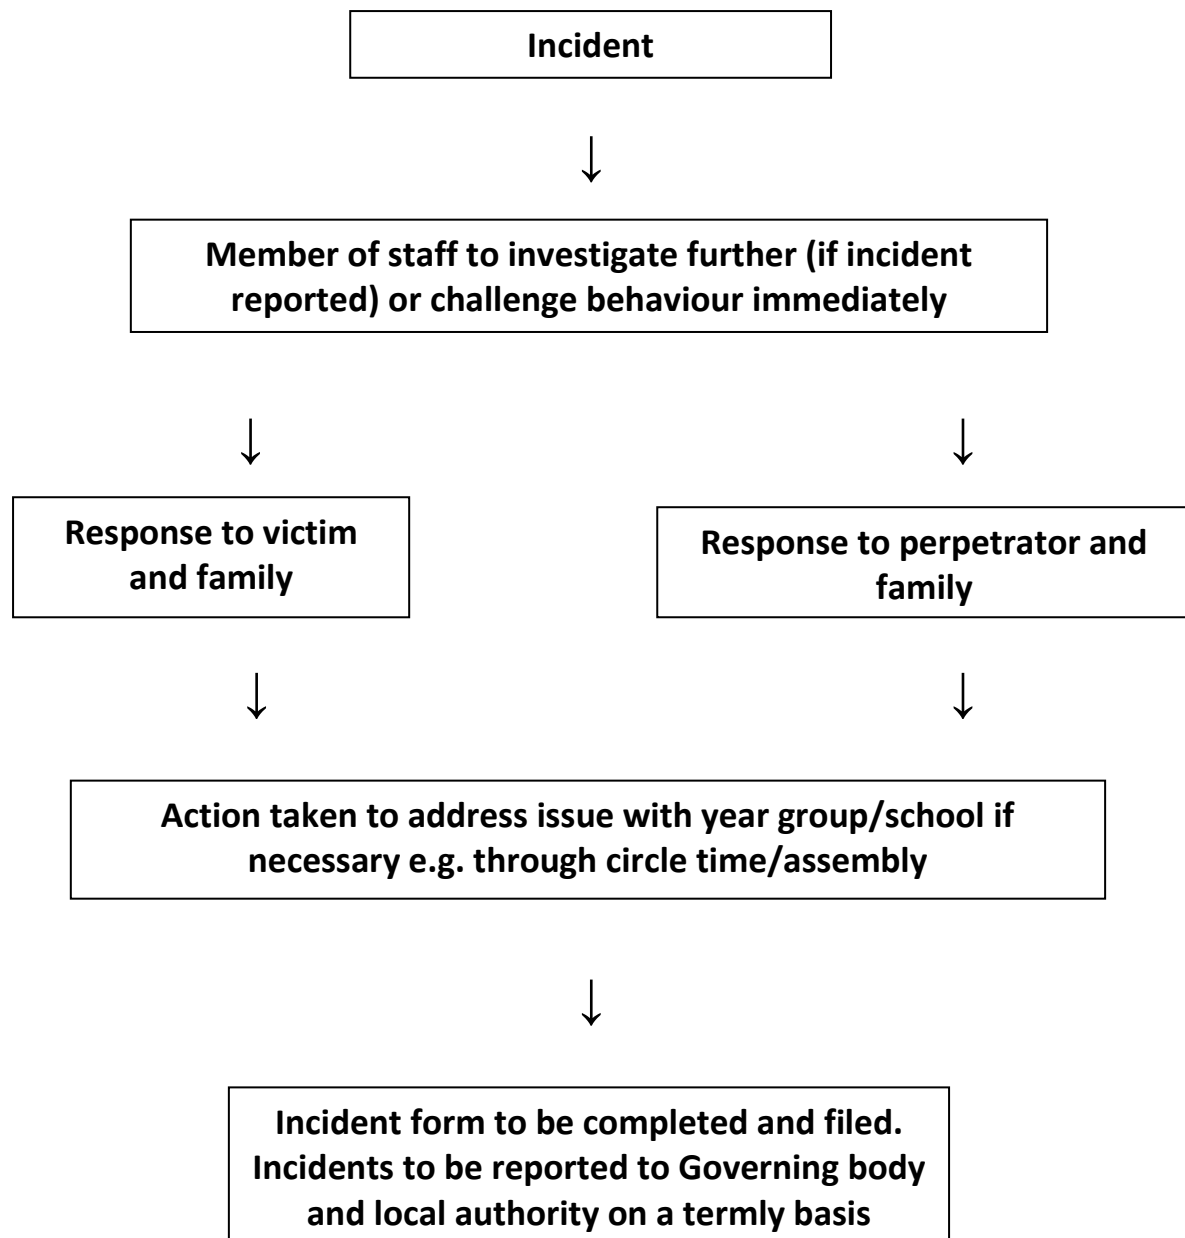 Incident
Member of staff to investigate further (if incident
reported) or challenge behaviour immediately
Response to victim
and family
Response to perpetrator and
family
Action taken to address issue with year group/school if
necessary e.g. through circle time/assembly
Incident form to be completed and filed.
Incidents to be reported to Governing body
and local authority on a termly basis